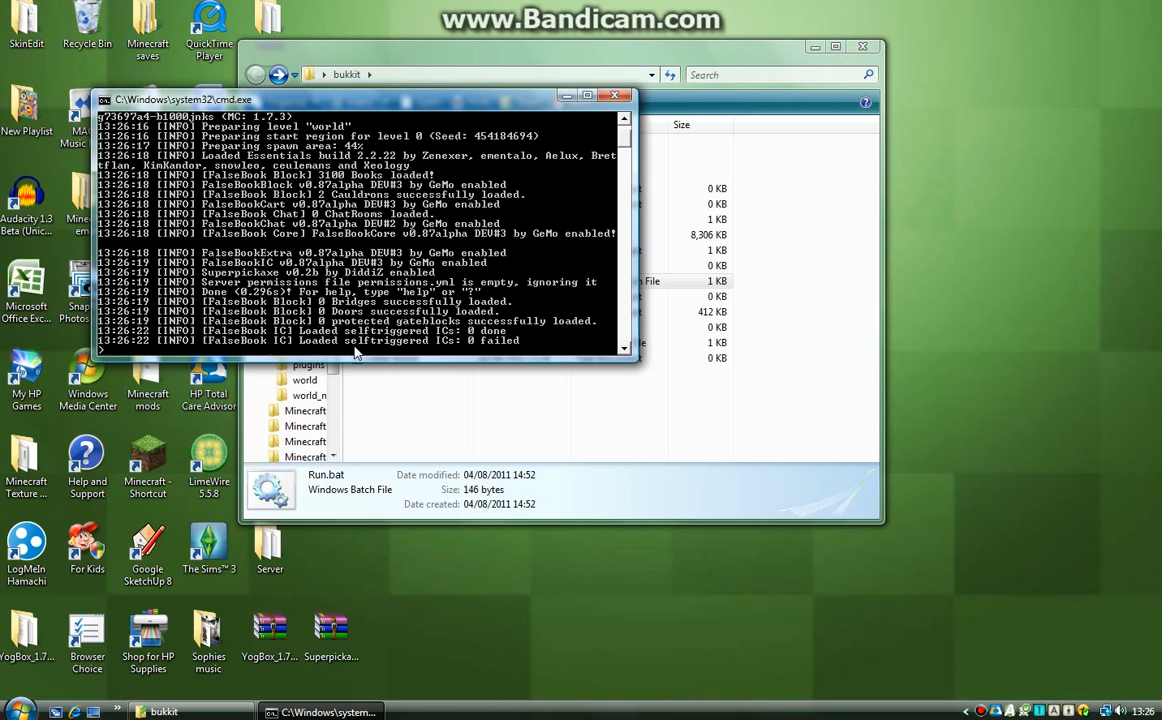 www.Bandicam.com
SkinEdit
Recycle Bin
Minecraft
saves
QuickTime
Player
bukkit
Search
C:\Windows\system32\cmd.exe
g73697a4-b1000jnks (MC: 1.7.3)
13:26:16 [INFO] Preparing level "world"
13:26:16 [INFO] Preparing start region for level 0 (Seed: 454184694)
13:26:17 [INFO] Preparing spawn area: 44%
13:26:18 [INFO] Loaded Essentials build 2.2.22 by Zenexer, ementalo, Aelux, Bret
tflan, KimKandor, snowleo, ceulemans and Xeology
13:26:18 [INFO] [FalseBook Block] 3100 Books loaded!
13:26:18 [INFO] FalseBookBlock v0.87alpha DEV#3 by GeMo enabled
13:26:18 [INFO] [FalseBook Block] 2 Cauldrons successfully loaded.
13:26:18 [INFO] FalseBookCart v0.87alpha DEV#3 by GeMo enabled
13:26:18 [INFO] [FalseBook Chat] 0 ChatRooms loaded.
13:26:18 [INFO] FalseBookChat v0.87alpha DEV#2 by GeMo enabled
13:26:18 [INFO] [FalseBook Core] FalseBookCore v0.87alpha DEV#3 by GeMo enabled!
13:26:18 [INFO] FalseBookExtra v0.87alpha DEV#3 by GeMo enabled
13:26:18 [INFO] FalseBookIC v0.87alpha DEV#3 by GeMo enabled
13:26:19 [INFO] Superpickaxe v0.2b by DiddiZ enabled
13:26:19 [INFO] Server permissions file permissions.yml is empty, ignoring it
13:26:19 [INFO] Done (0.296s)! For help, type "help" or "?"
13:26:19 [INFO] [FalseBook Block] 0 Bridges successfully loaded.
13:26:19 [INFO] [FalseBook Block] 0 Doors successfully loaded.
13:26:19 [INFO] [FalseBook Block] 0 protected gateblocks successfully loaded.
13:26:22 [INFO] [FalseBook IC] Loaded selftriggered ICs: 0 done
13:26:22 [INFO] [FalseBook IC] Loaded selftriggered ICs: 0 failed
>
Size
0 KB
0 KB
1 KB
8,306 KB
1 KB
0 KB
h File
1 KB
0 KB
412 KB
1 KB
0 KB
New Playlist
Music
Audacity 1.3
Beta (Unic...
em
Microsoft
Office Exc...
Snap
Photos
plugins
world
world_n
Minecraft
Minecraft
Minecraft
Minecraft
My HP
Games
Windows
Media Center
Minecraft
mods
HP Total
Care Advisor
Minecraft
Texture ...
Help and
Support
Minecraft -
Shortcut
LimeWire
5.5.8
Run.bat
Windows Batch File
Date modified: 04/08/2011 14:52
Size: 146 bytes
Date created: 04/08/2011 14:52
LogMeIn
Hamachi
For Kids
Google
SketchUp 8
The Sims™ 3
Server
YogBox_1.7...
Browser
Choice
Shop for HP
Supplies
Sophies
music
YogBox_1.7...
Superpicka...
bukkit
C:\Windows\system...
13:26